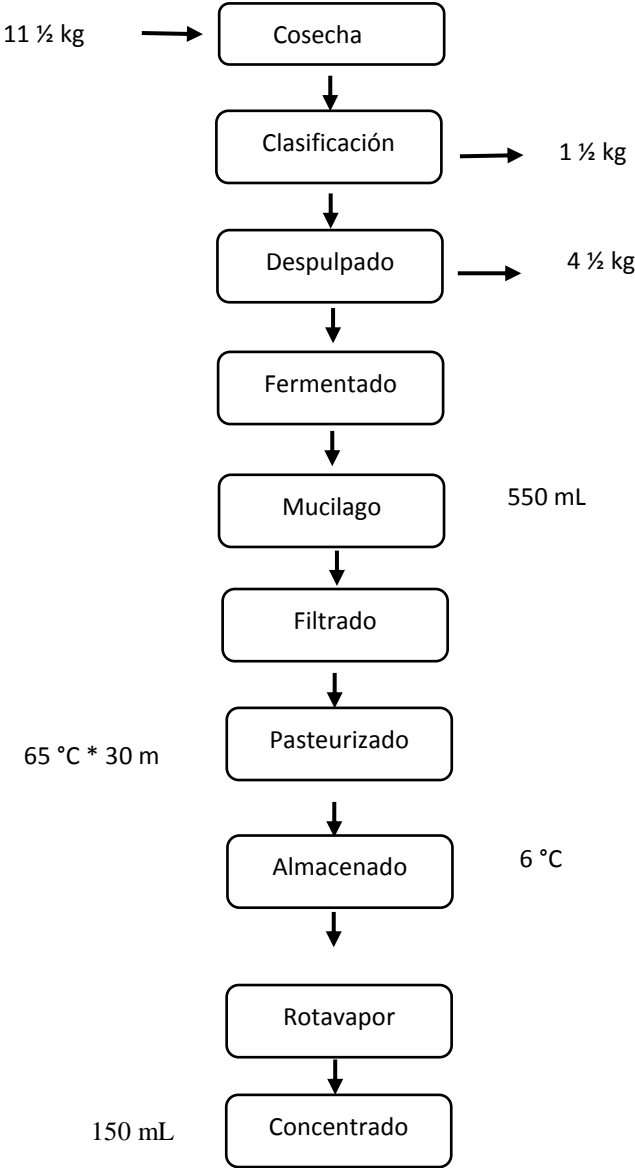 11 ½ kg
Cosecha
Clasificación
1 ½ kg
Despulpado
4 ½ kg
Fermentado
Mucilago
550 mL
Filtrado
Pasteurizado
65 °C * 30 m
Almacenado
6 °C
Rotavapor
150 mL
Concentrado